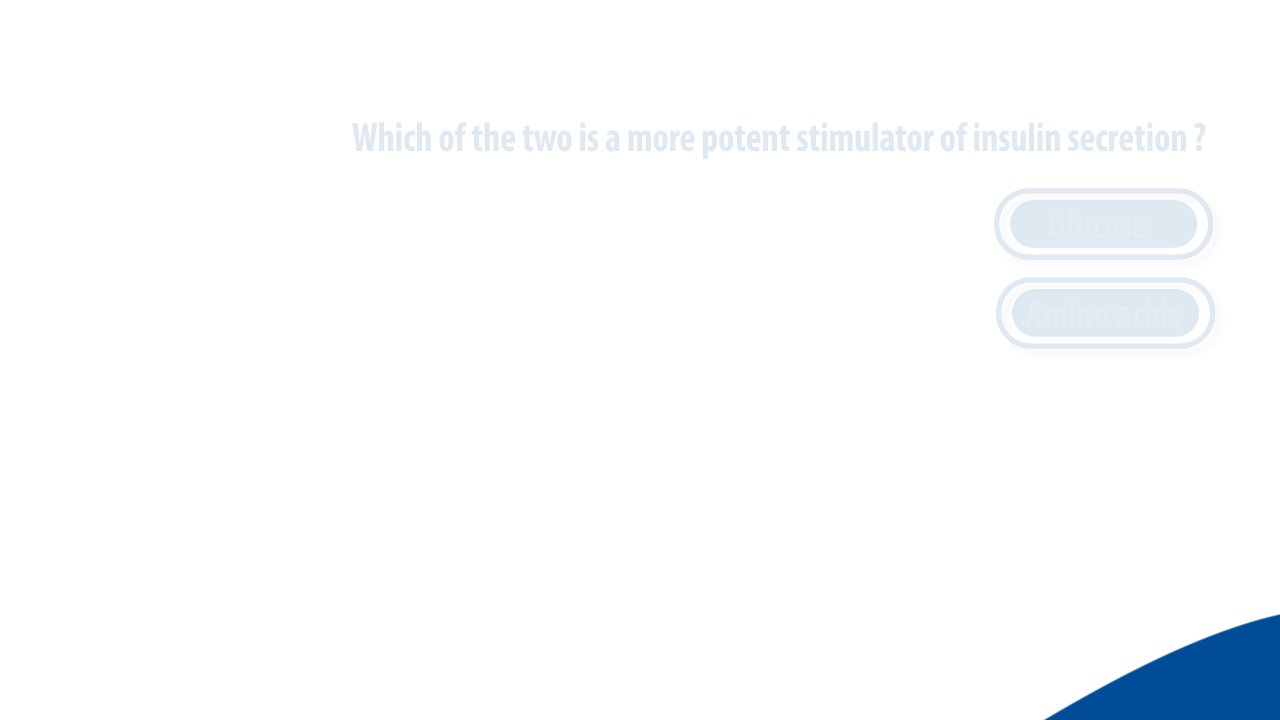 Which of the two is a more potent stimulator of insulin secretion ?
Glucose
Amino acids